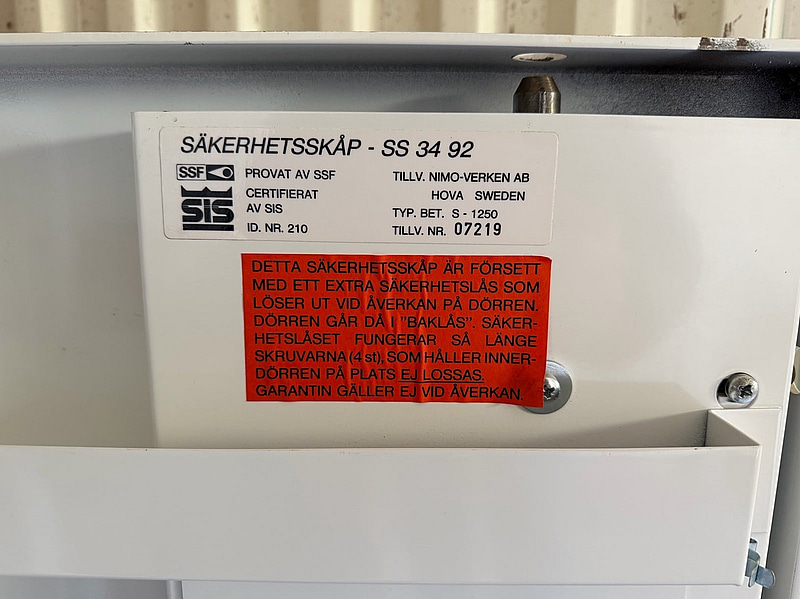 SÄKERHETSSKÅP - SS 34 92
SSF PROVAT AV SSF
SIS CERTIFIERAT
AV SIS
ID. NR. 210
TILLV. NIMO-VERKEN AB
HOVA SWEDEN
TYP. BET. S - 1250
TILLV. NR. 07219
DETTA SÄKERHETSSKÅP ÄR FÖRSETT
MED ETT EXTRA SÄKERHETSLÅS SOM
LÖSER UT VID ÅVERKAN PÅ DÖRREN.
DÖRREN GÅR DÅ I "BAKLÅS". SÄKER-
HETSLÅSET FUNGERAR SÅ LÄNGE
SKRUVARNA (4 st), SOM HÅLLER INNER-
DÖRREN PÅ PLATS EJ LOSSAS.
GARANTIN GÄLLER EJ VID ÅVERKAN.